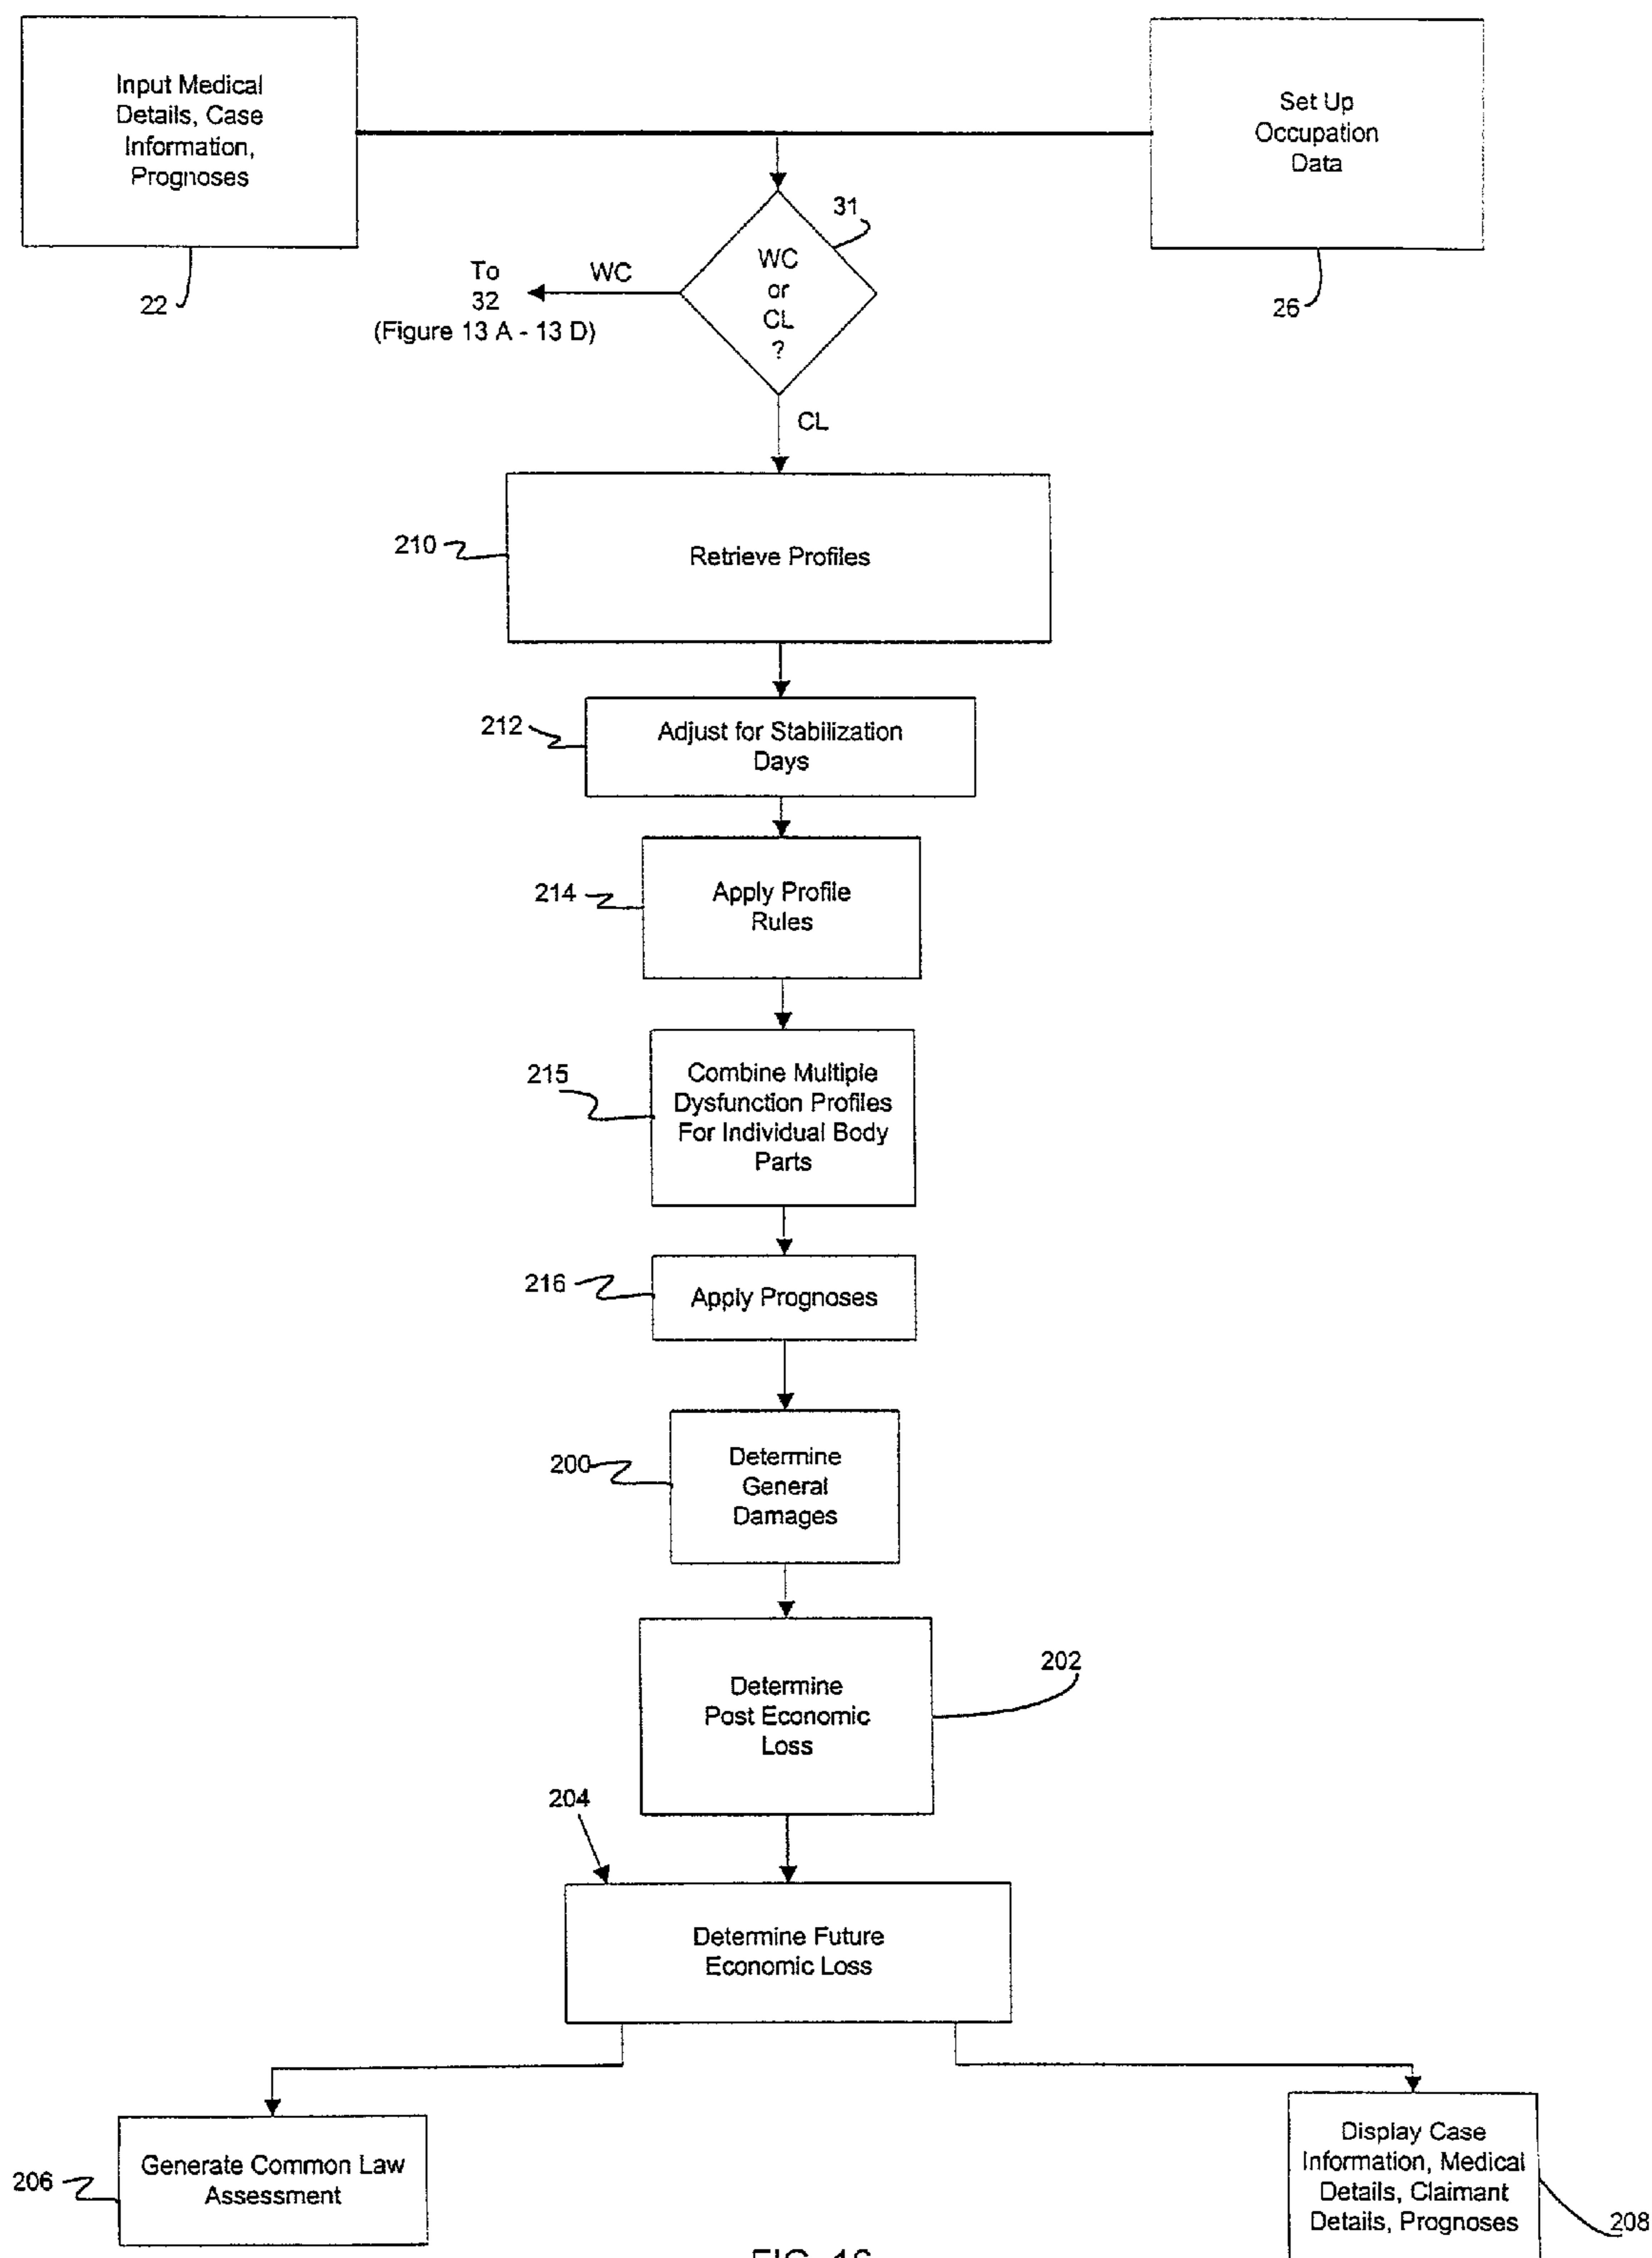 Input Medical
Details, Case
Information,
Prognoses
22
Set Up
Occupation
Data
26
31
WC
or
CL
?
WC
To
32
(Figure 13 A - 13 D)
CL
210
Retrieve Profiles
212
Adjust for Stabilization
Days
214
Apply Profile
Rules
215
Combine Multiple
Dysfunction Profiles
For Individual Body
Parts
216
Apply Prognoses
200
Determine
General
Damages
202
Determine
Post Economic
Loss
204
Determine Future
Economic Loss
206
Generate Common Law
Assessment
Display Case
Information, Medical
Details, Claimant
Details, Prognoses
208